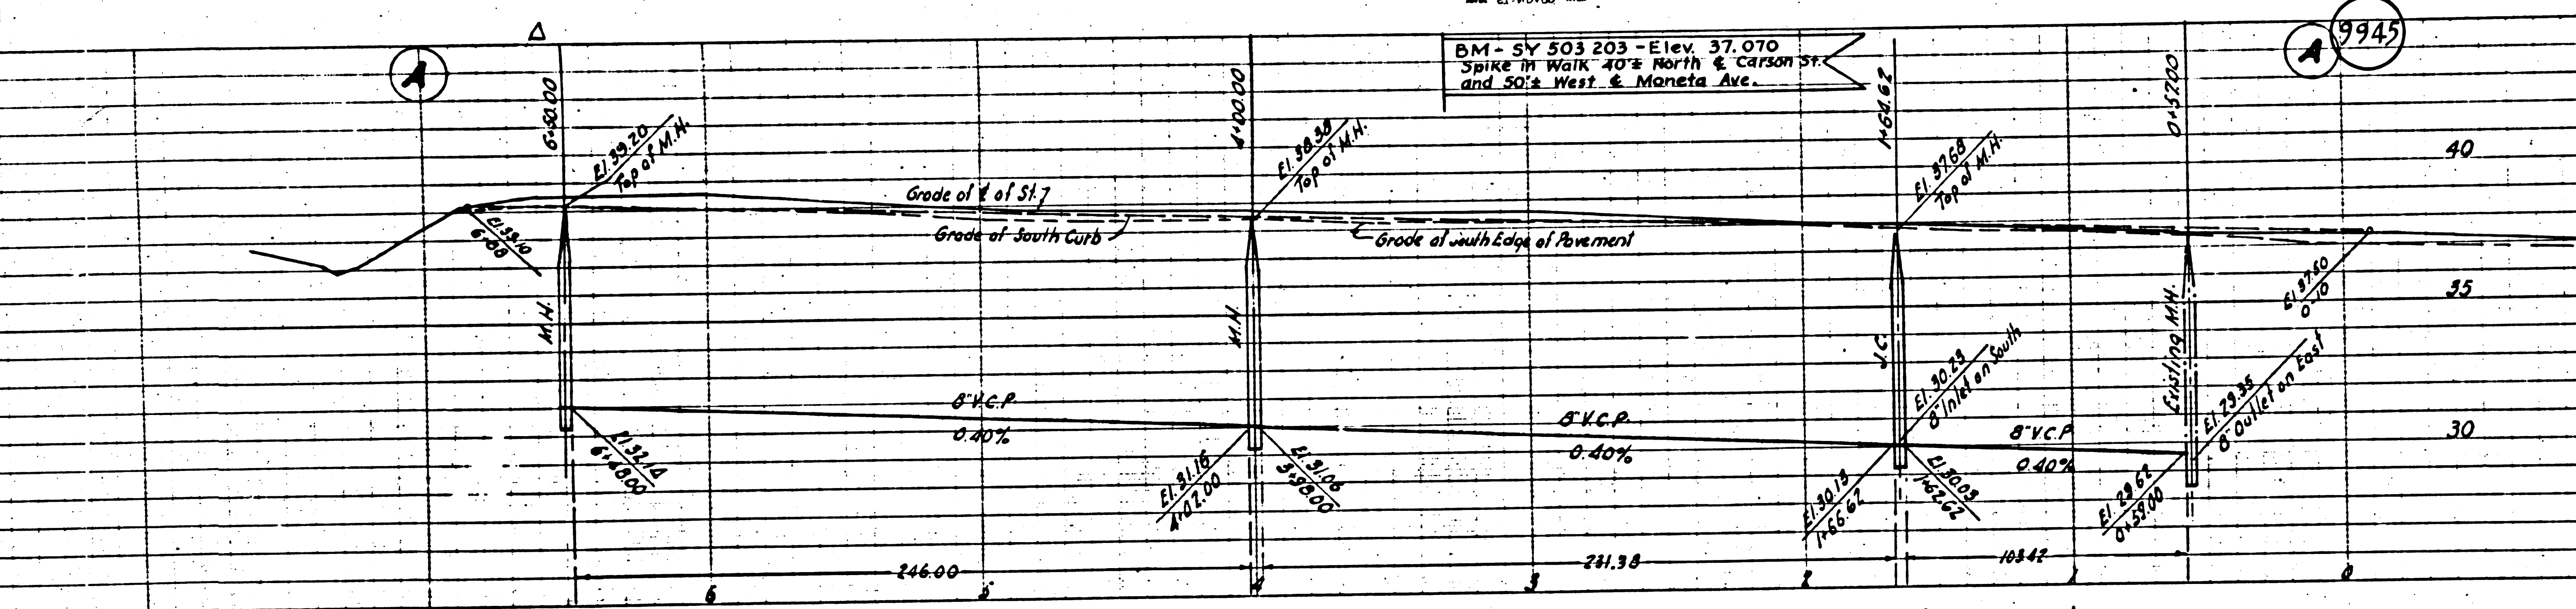 Δ
A
6+50.00
El. 39.20
Top of M.H.
El. 39.10
6+88
M.H.
El. 32.14
6+48.00
Grade of ℄ of St.
Grade of South Curb
8" V.C.P.
0.40%
246.00
4+00.00
El. 38.38
Top of M.H.
M.H.
El. 31.16
4+02.00
El. 31.06
3+98.00
BM - SY 503 203 - Elev. 37.070
Spike in Walk 40'± North ℄ Carson St.
and 50'± West ℄ Moneta Ave.
Grade of South Edge of Pavement
8" V.C.P.
0.40%
231.38
1+64.62
El. 37.68
Top of M.H.
J.C.
El. 30.23
8" Inlet on South
El. 30.13
1+66.62
El. 30.03
1+62.62
8" V.C.P.
0.40%
103.42
0+57.00
Existing M.H.
El. 29.62
0+59.00
El. 29.35
8" Outlet on East
El. 37.50
0-10
A
9945
40
35
30
6
5
4
3
2
1
0